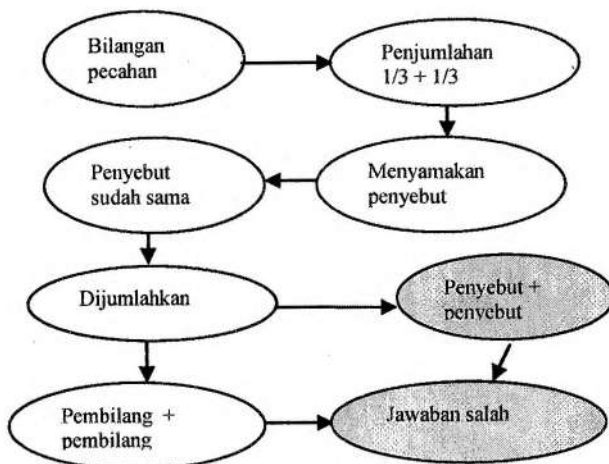 Bilangan
pecahan
Penjumlahan
1/3 + 1/3
Menyamakan
penyebut
Penyebut
sudah sama
Dijumlahkan
Penyebut +
penyebut
Pembilang +
pembilang
Jawaban salah